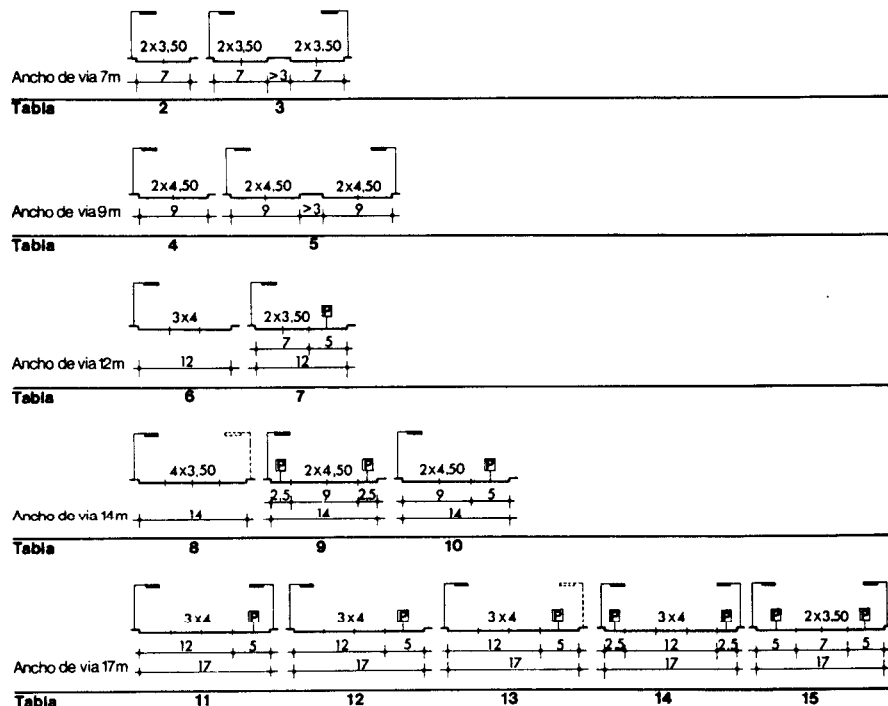 2x3,50 2x3,50 2x3.50
Ancho de via 7m 7 7 >3 7
Tabla 2 3
2x4,50 2x4,50 2x4,50
Ancho de via 9m 9 9 >3 9
Tabla 4 5
3x4 2x3,50 P
7 5
Ancho de via 12m 12 12
Tabla 6 7
4x3,50 P 2x4,50 P 2x4,50 P
2,5 9 2,5 9 5
Ancho de via 14m 14 14 14
Tabla 8 9 10
3x4 P 3x4 P 3x4 P P 3x4 P P 2x3,50 P
12 5 12 5 12 5 2,5 12 2,5 5 7 5
Ancho de via 17m 17 17 17 17 17
Tabla 11 12 13 14 15